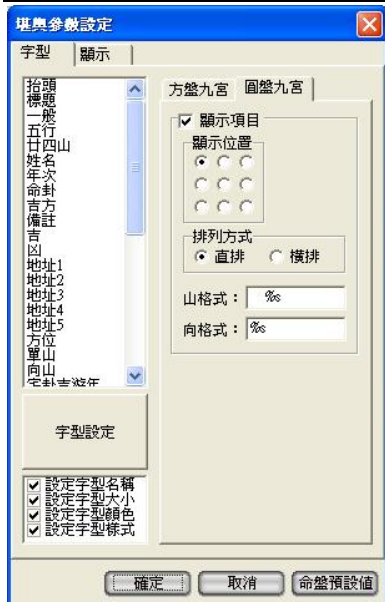 堪輿參數設定
字型
顯示
抬頭
標題
一般
五行
廿四山
姓名
年次
命卦
吉方
備註
吉
凶
地址1
地址2
地址3
地址4
地址5
方位
單山
向山
宅卦吉遊年
字型設定
設定字型名稱
設定字型大小
設定字型顏色
設定字型樣式
方盤九宮
圓盤九宮
顯示項目
顯示位置
排列方式
直排
橫排
山格式：
%s
向格式：
%s
確定
取消
命盤預設值